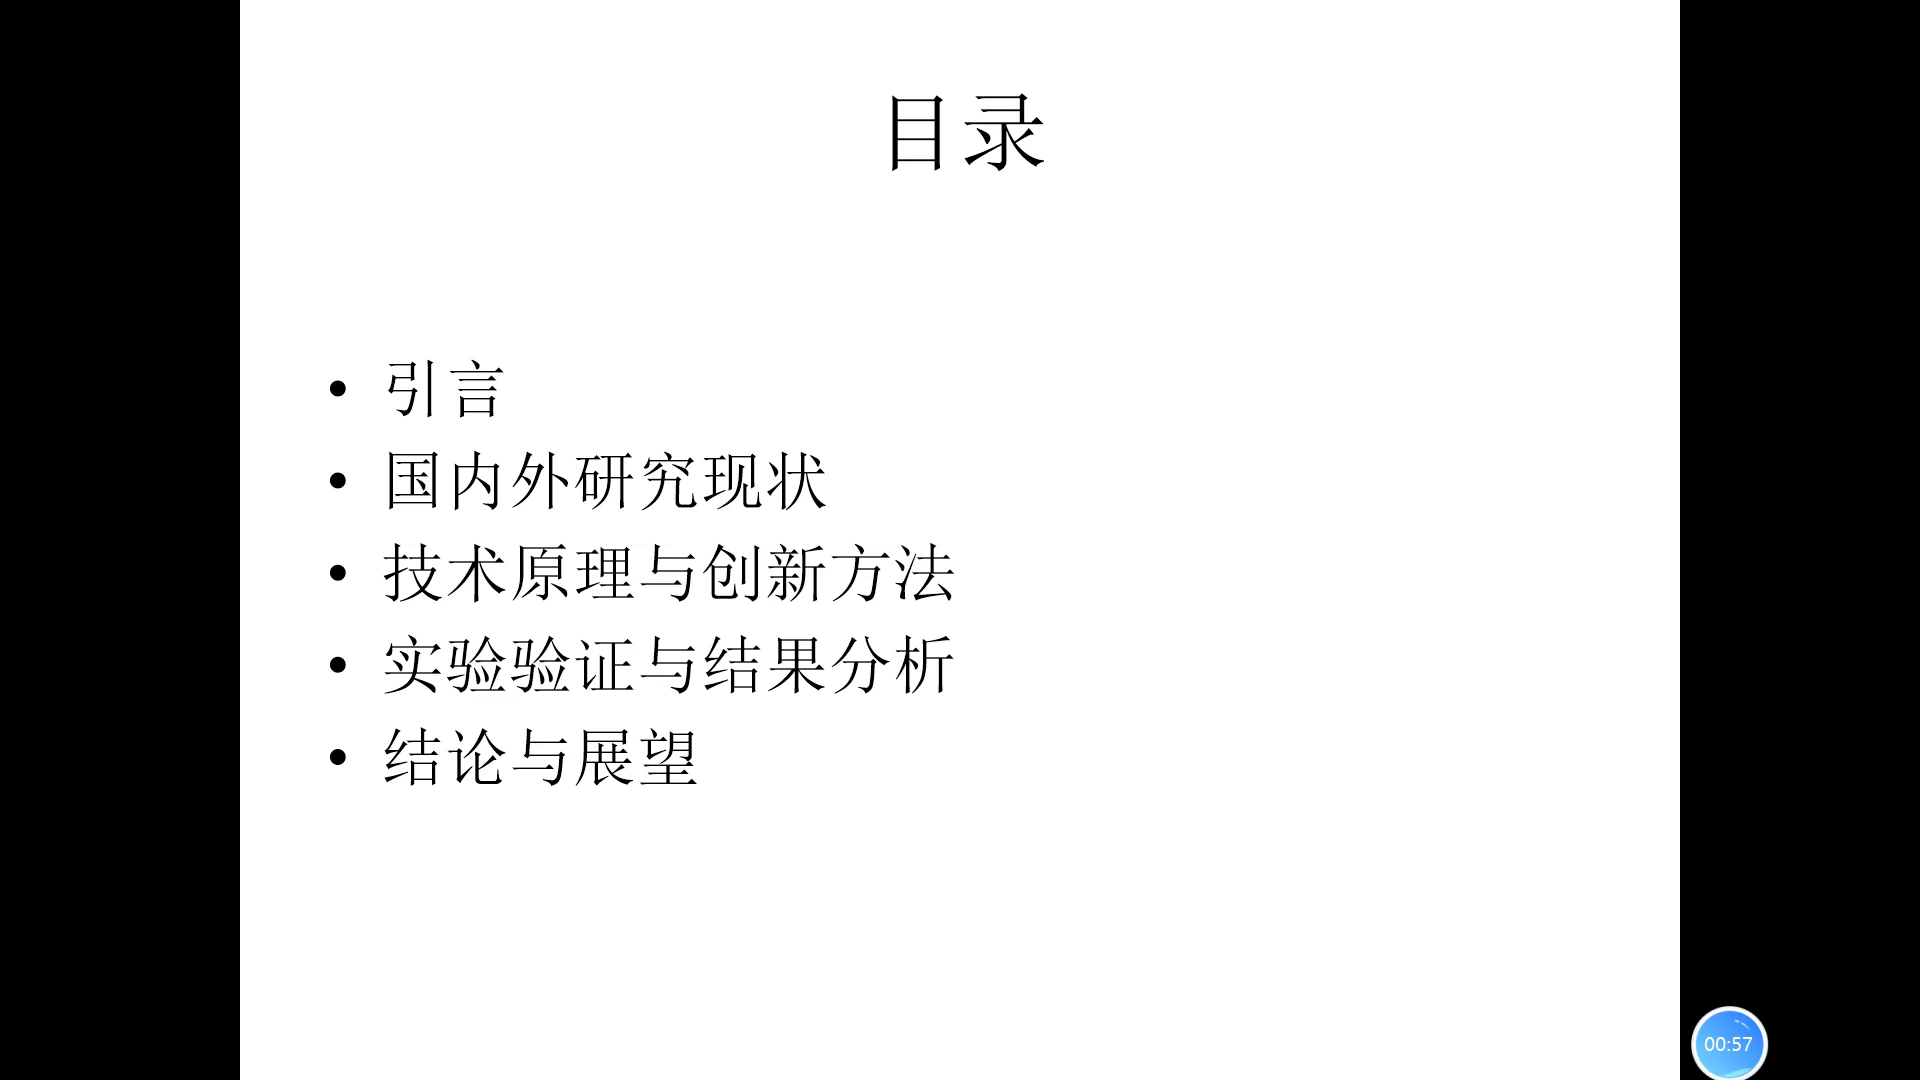 目录
• 引言
• 国内外研究现状
• 技术原理与创新方法
• 实验验证与结果分析
• 结论与展望
00:57